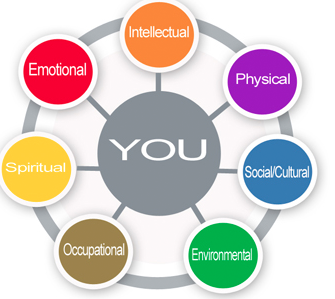 Intellectual
Emotional
Physical
YOU
Spiritual
Social/Cultural
Occupational
Environmental